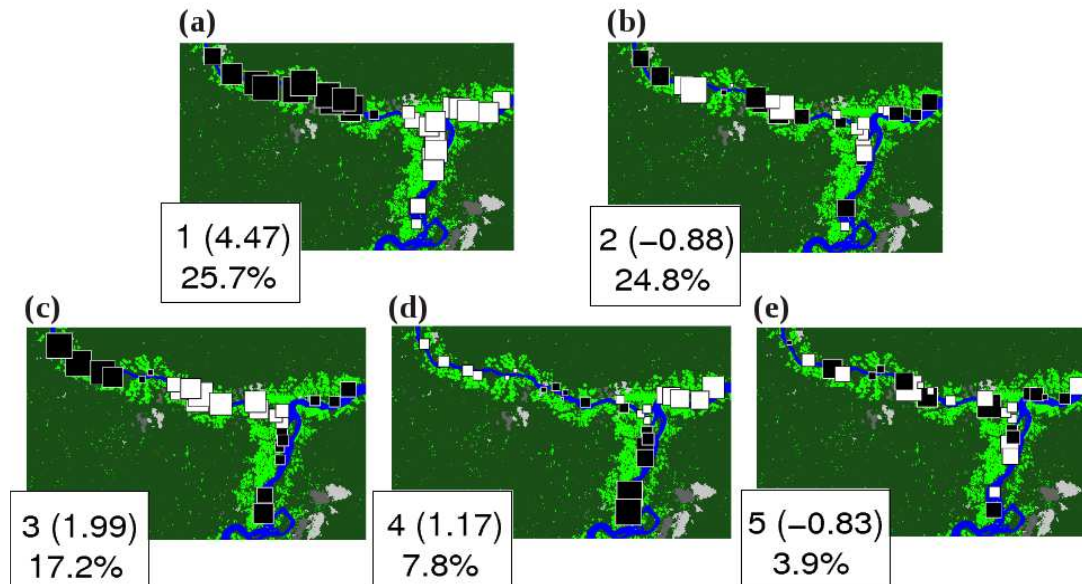 (a)
(b)
1 (4.47)
25.7%
2 (−0.88)
24.8%
(c)
(d)
(e)
3 (1.99)
17.2%
4 (1.17)
7.8%
5 (−0.83)
3.9%